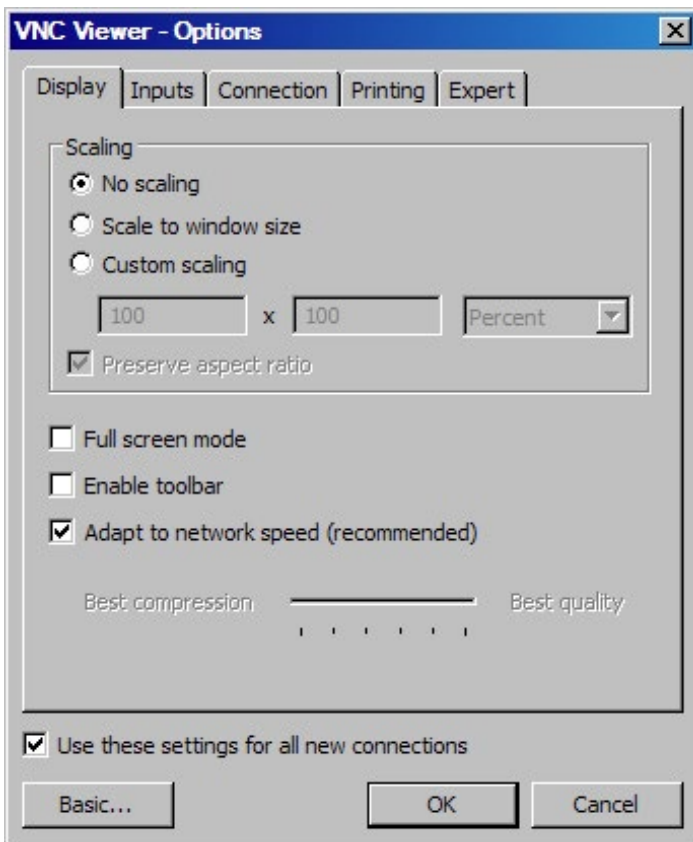 VNC Viewer - Options
Display Inputs Connection Printing Expert
Scaling
No scaling
Scale to window size
Custom scaling
100 x 100 Percent
Preserve aspect ratio
Full screen mode
Enable toolbar
Adapt to network speed (recommended)
Best compression Best quality
Use these settings for all new connections
Basic... OK Cancel